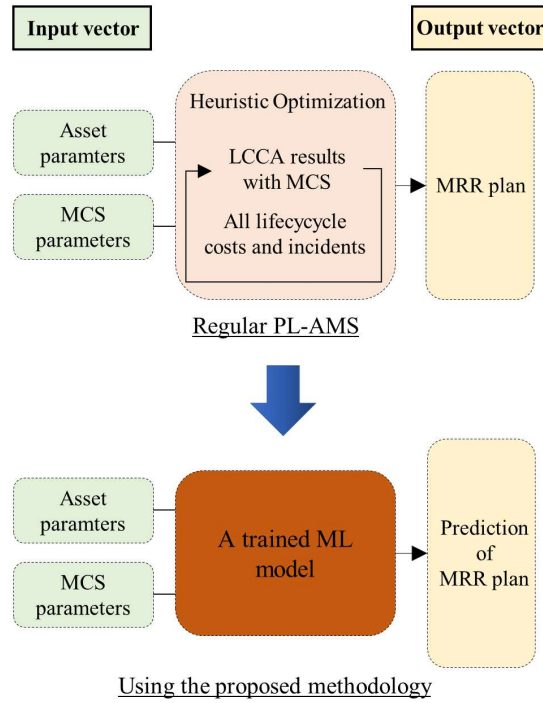 Input vector
Output vector
Heuristic Optimization
Asset
paramters
LCCA results
with MCS
MRR plan
MCS
parameters
All lifecycycle
costs and incidents
Regular PL-AMS
Asset
paramters
A trained ML
model
Prediction
of
MRR plan
MCS
parameters
Using the proposed methodology